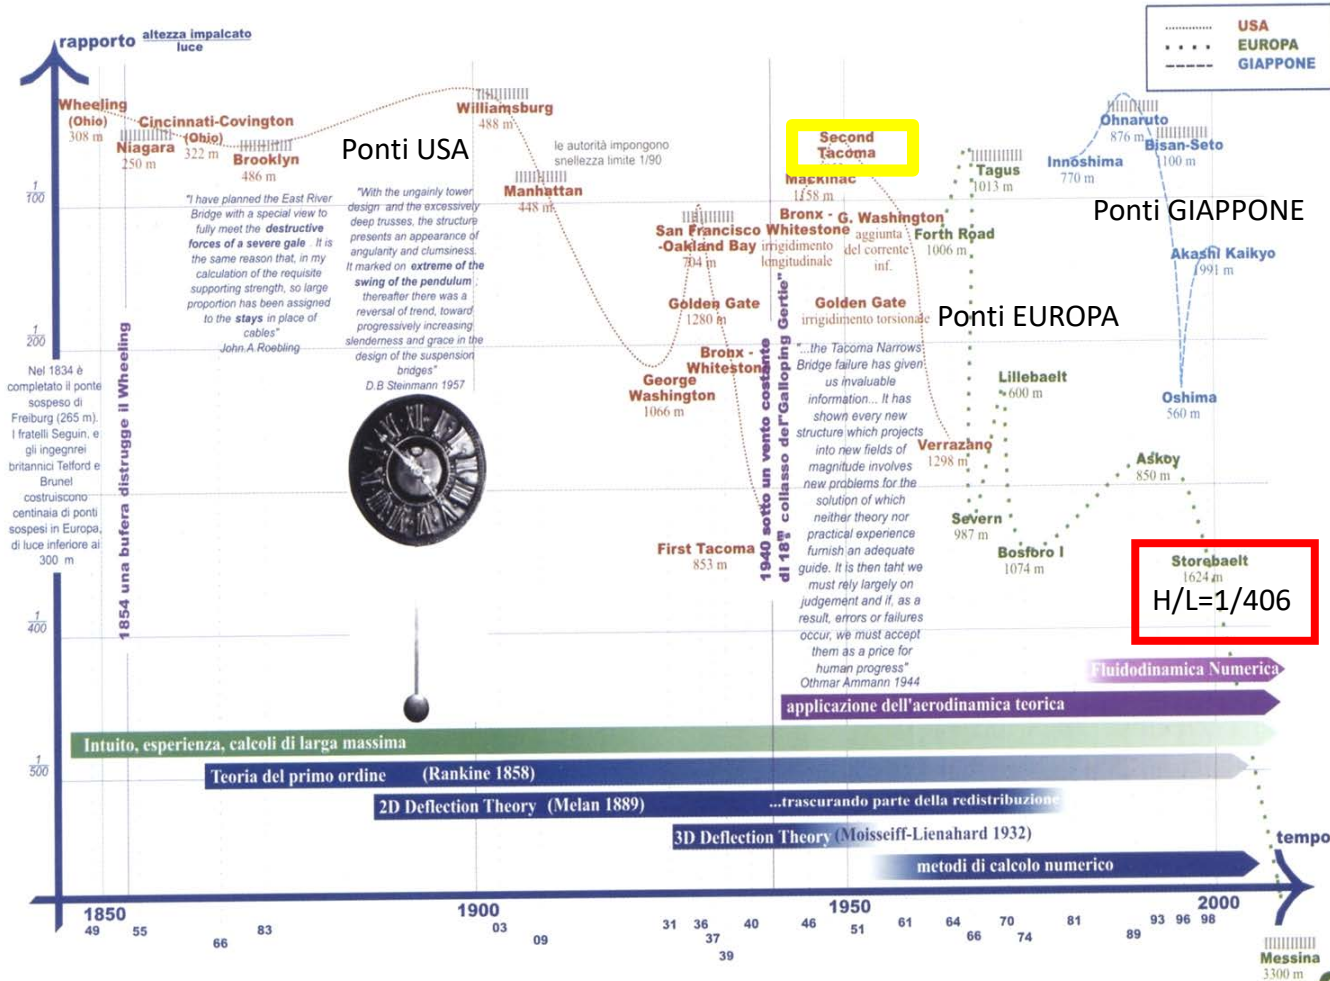 rapporto altezza impalcato
luce
USA
EUROPA
GIAPPONE
Wheeling
(Ohio)
308 m
Niagara
250 m
Cincinnati-Covington
(Ohio)
322 m
Brooklyn
486 m
Ponti USA
Williamsburg
488 m
le autorità impongono
snellezza limite 1/90
Manhattan
448 m
Second
Tacoma
Mackinac
1158 m
Tagus
1013 m
Ohnaruto
876 m
Bisan-Seto
1100 m
Innoshima
770 m
1
100
"I have planned the East River
Bridge with a special view to
fully meet the destructive
forces of a severe gale . It is
the same reason that, in my
calculation of the requisite
supporting strength, so large
proportion has been assigned
to the stays in place of
cables"
John A Roebling
"With the ungainly tower
design and the excessively
deep trusses, the structure
presents an appearance of
angularity and clumsiness.
It marked on extreme of the
swing of the pendulum ;
thereafter there was a
reversal of trend, toward
progressively increasing
slenderness and grace in the
design of the suspension
bridges"
D.B Steinmann 1957
San Francisco
-Oakland Bay
704 m
Bronx -
Whitestone
irrigidimento
longitudinale
G. Washington
aggiunta
del corrente
inf.
Forth Road
1006 m
Ponti GIAPPONE
Akashi Kaikyo
1991 m
Golden Gate
1280 m
Golden Gate
irrigidimento torsionale
Ponti EUROPA
1
200
Bronx -
Whitestone
George
Washington
1066 m
Lillebaelt
600 m
Oshima
560 m
Nel 1834 è
completato il ponte
sospeso di
Freiburg (265 m).
I fratelli Seguin, e
gli ingegnrei
britannici Telford e
Brunel
costruiscono
centinaia di ponti
sospesi in Europa,
di luce inferiore ai
300 m
1854 una bufera distrugge il Wheeling
1940 sotto un vento costante
di 18ms collasso del"Galloping Gertie"
"...the Tacoma Narrows
Bridge failure has given
us invaluable
information... It has
shown every new
structure which projects
into new fields of
magnitude involves
new problems for the
solution of which
neither theory nor
practical experience
furnish an adequate
guide. It is then taht we
must rely largely on
judgement and if, as a
result, errors or failures
occur, we must accept
them as a price for
human progress"
Othmar Ammann 1944
Verrazano
1298 m
Askoy
850 m
Severn
987 m
Bosforo I
1074 m
First Tacoma
853 m
Storebaelt
1624 m
H/L=1/406
1
400
Fluidodinamica Numerica
applicazione dell'aerodinamica teorica
Intuito, esperienza, calcoli di larga massima
1
500
Teoria del primo ordine (Rankine 1858)
2D Deflection Theory (Melan 1889) ...trascurando parte della redistribuzione
3D Deflection Theory (Moisseiff-Lienahard 1932)
metodi di calcolo numerico
tempo
1850 1900 1950 2000
49 55 66 83 03 09 31 36 37 39 40 46 51 61 64 66 70 74 81 89 93 96 98
Messina
3300 m